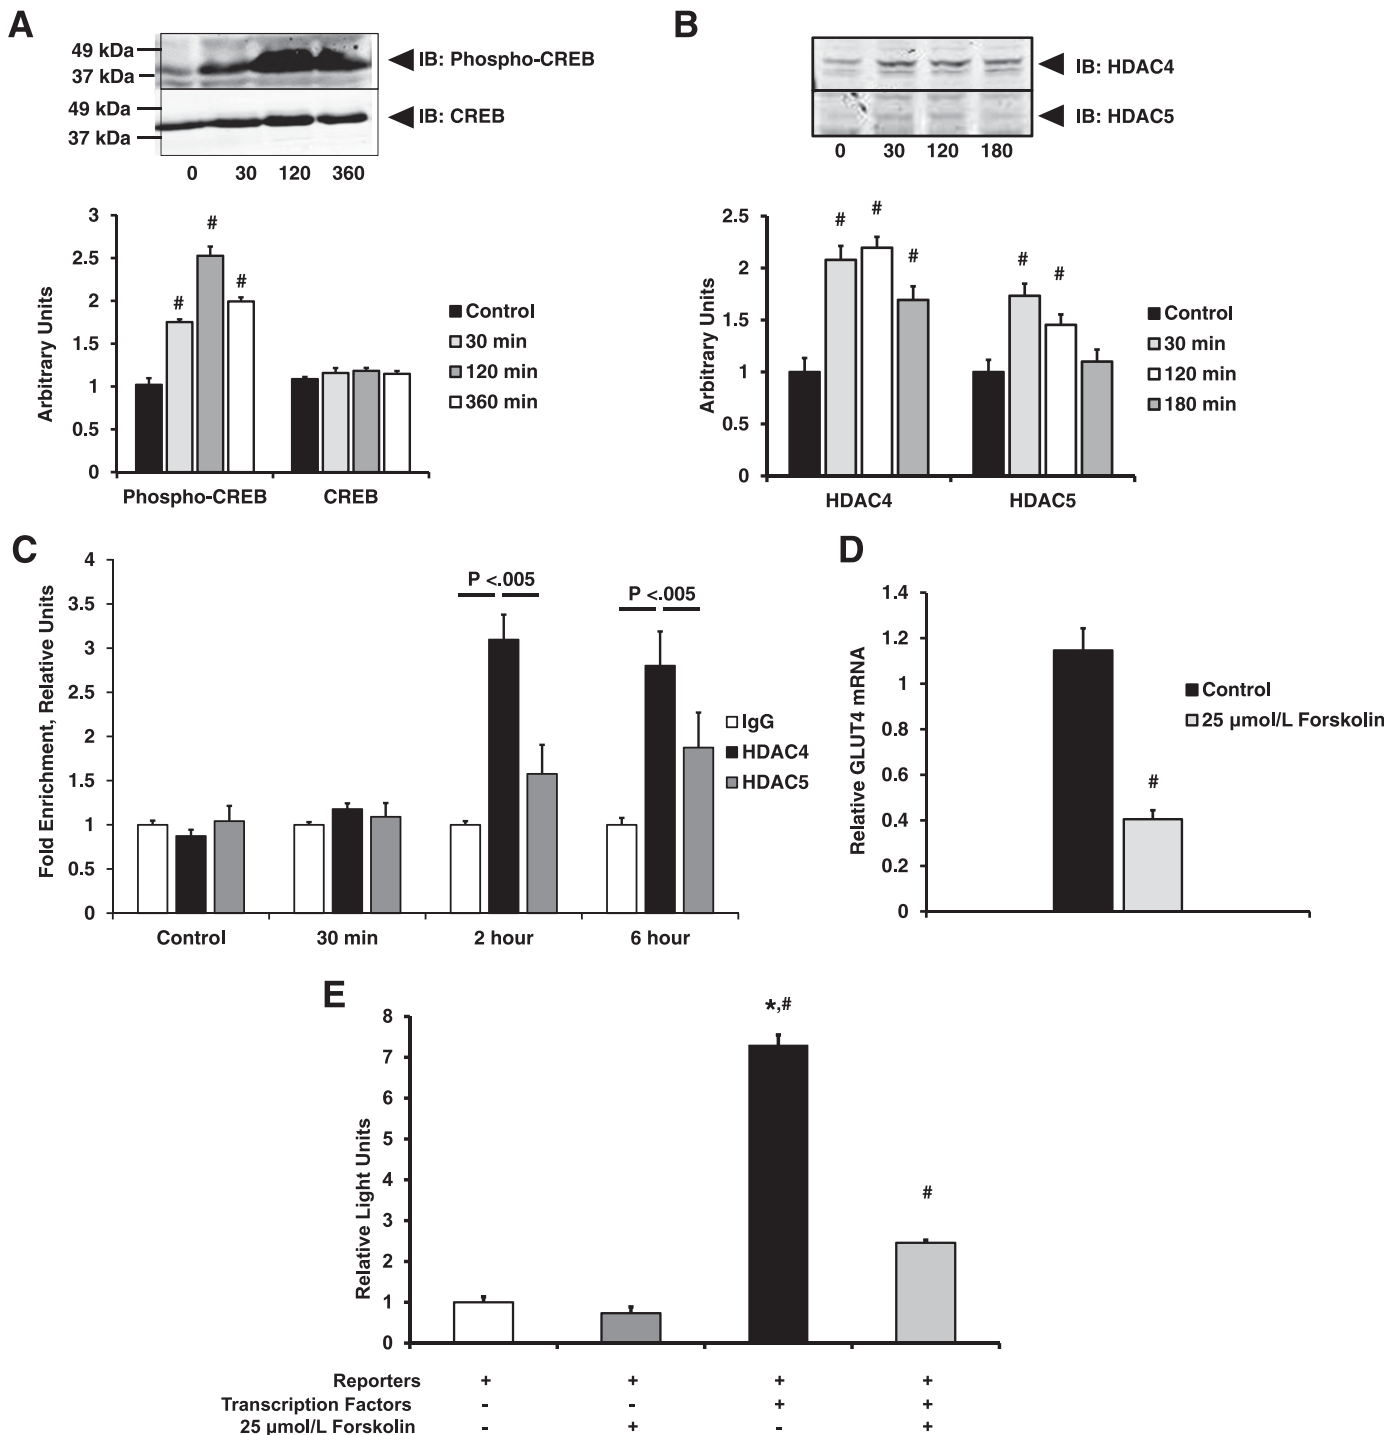 A
49 kDa
37 kDa
IB: Phospho-CREB
49 kDa
37 kDa
IB: CREB
0 30 120 360
3
2.5
2
1.5
1
0.5
0
Arbitrary Units
# # #
Control
30 min
120 min
360 min
Phospho-CREB CREB
B
IB: HDAC4
IB: HDAC5
0 30 120 180
2.5
2
1.5
1
0.5
0
Arbitrary Units
# # # # #
Control
30 min
120 min
180 min
HDAC4 HDAC5
C
4
3.5
3
2.5
2
1.5
1
0.5
0
Fold Enrichment, Relative Units
P <.005
P <.005
IgG
HDAC4
HDAC5
Control 30 min 2 hour 6 hour
D
1.4
1.2
1
0.8
0.6
0.4
0.2
0
Relative GLUT4 mRNA
#
Control
25 µmol/L Forskolin
E
8
7
6
5
4
3
2
1
0
Relative Light Units
*,#
#
Reporters + + + +
Transcription Factors - - + +
25 µmol/L Forskolin - + - +